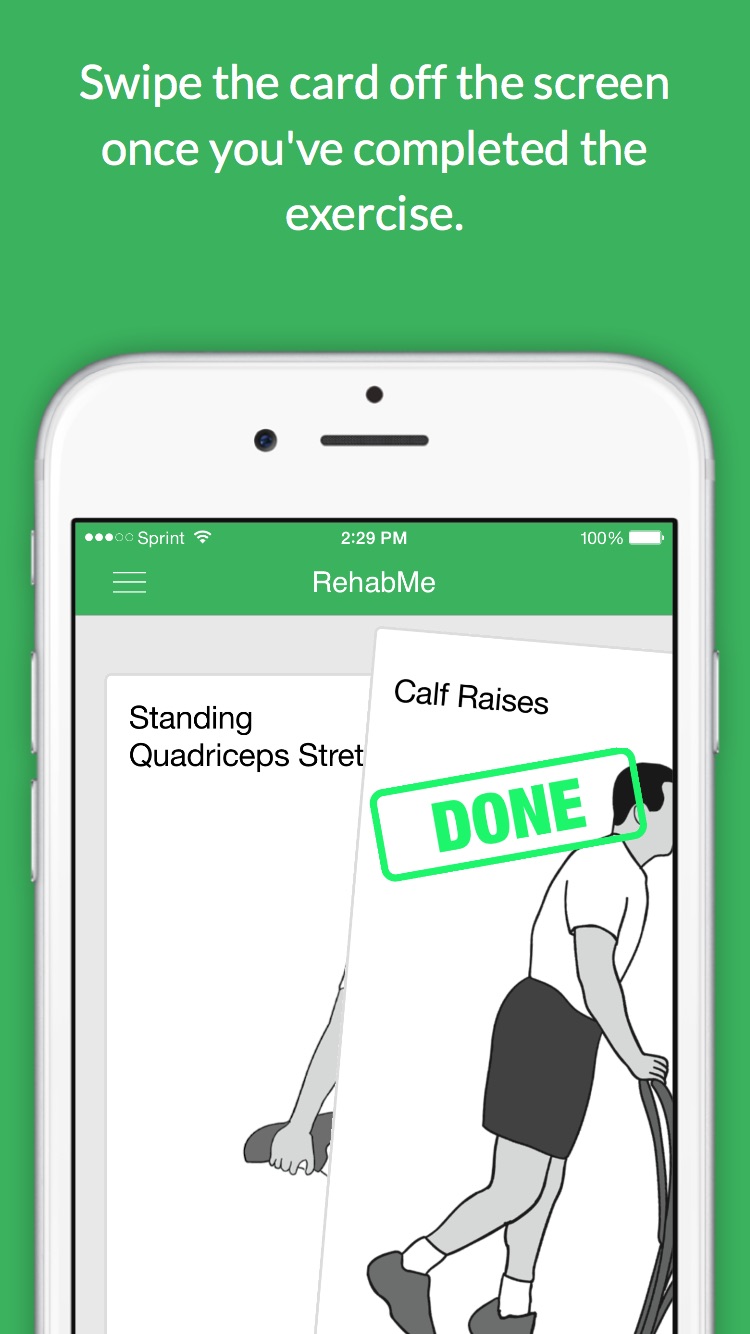 Swipe the card off the screen
once you've completed the
exercise.
Sprint 2:29 PM 100%
RehabMe
Standing
Quadriceps Stret
Calf Raises
DONE